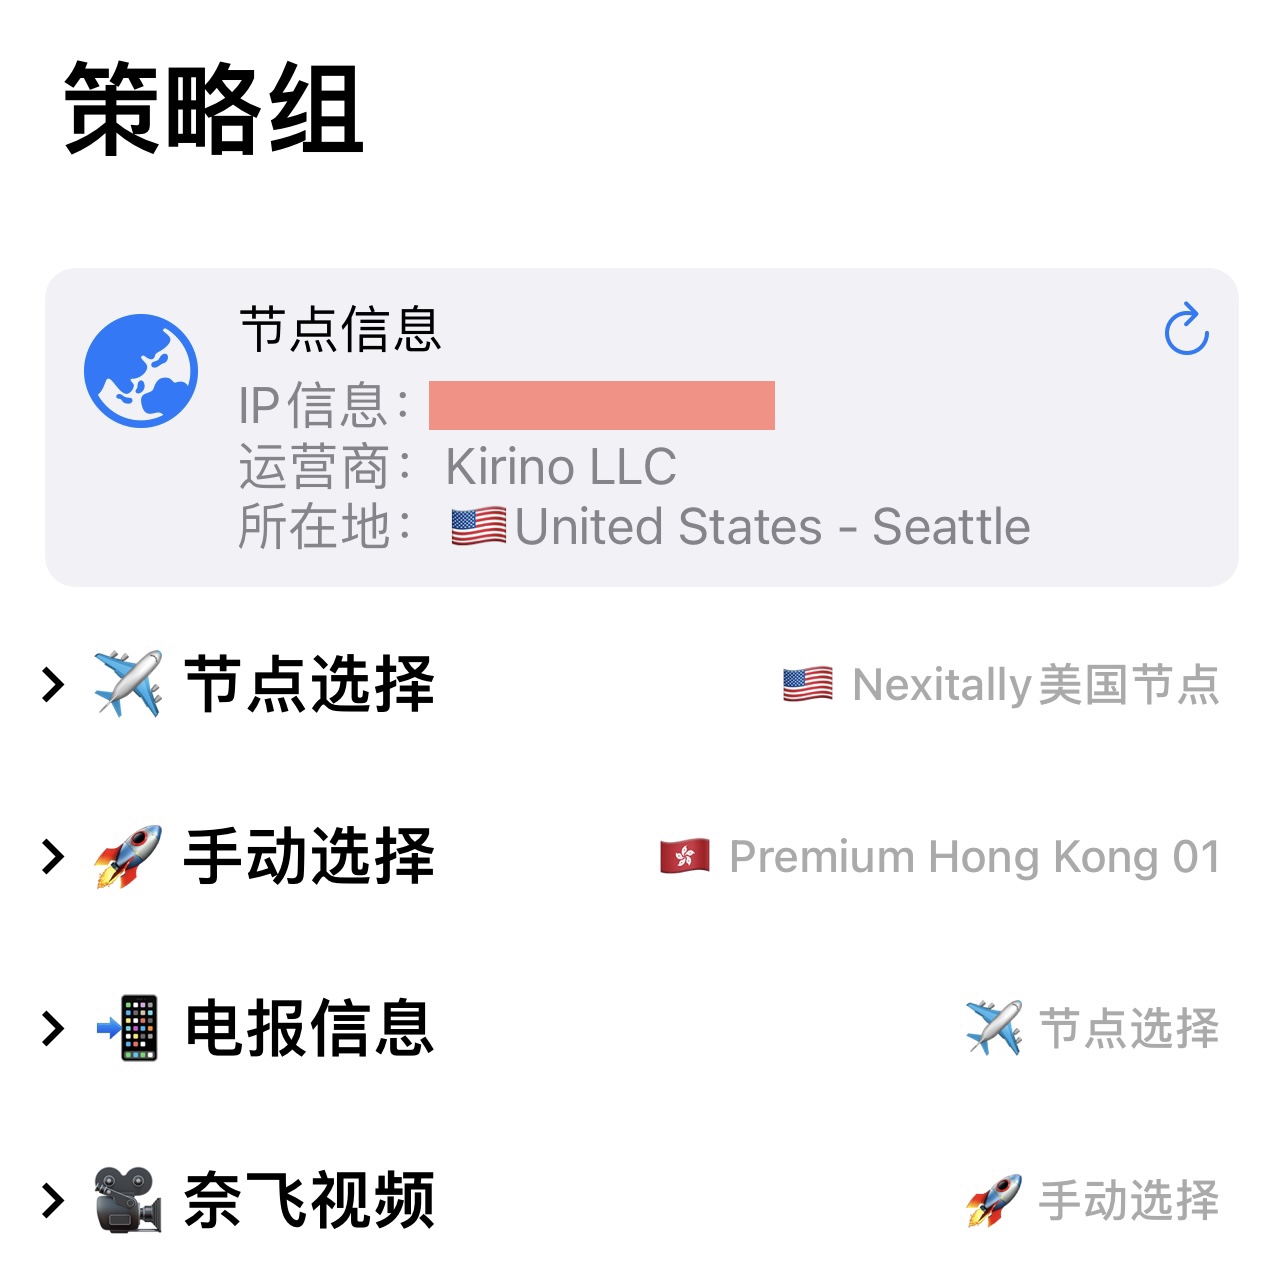 策略组
节点信息
IP信息：
运营商： Kirino LLC
所在地： 🇺🇸United States - Seattle
✈️ 节点选择 🇺🇸 Nexitally美国节点
🚀 手动选择 🇭🇰 Premium Hong Kong 01
📲 电报信息 ✈️ 节点选择
🎥 奈飞视频 🚀 手动选择